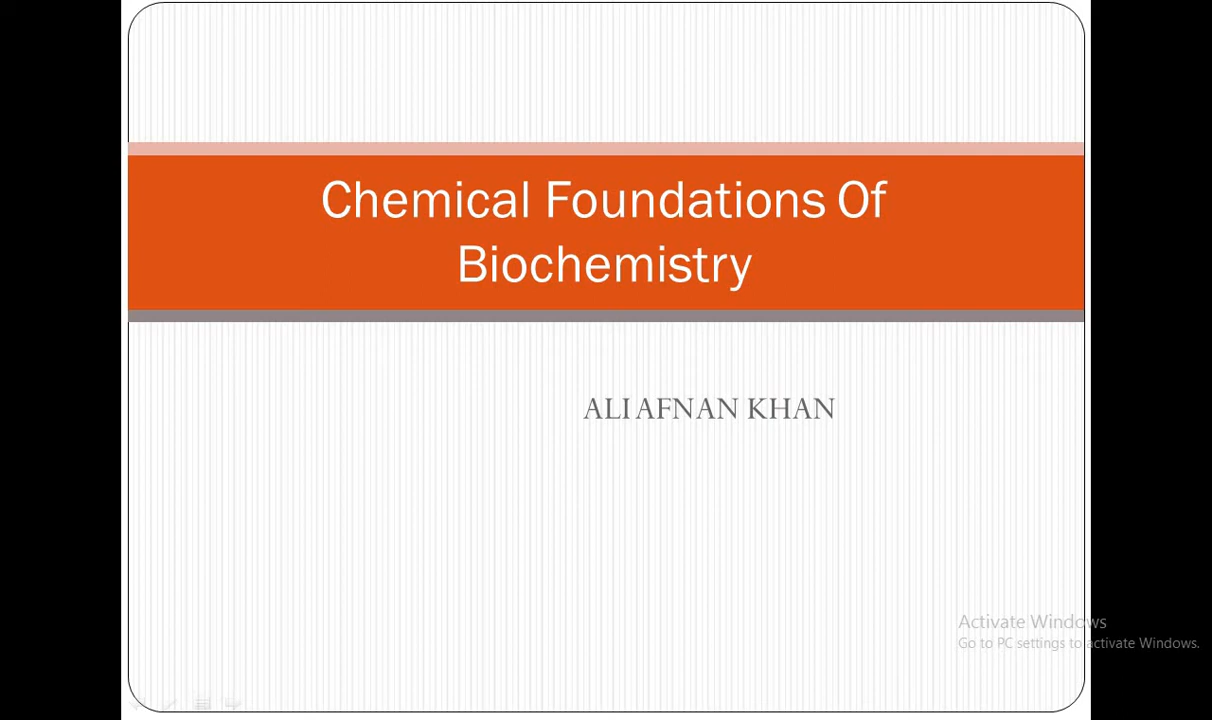 Chemical Foundations Of
Biochemistry
ALI AFNAN KHAN
Activate Windows
Go to PC settings to activate Windows.